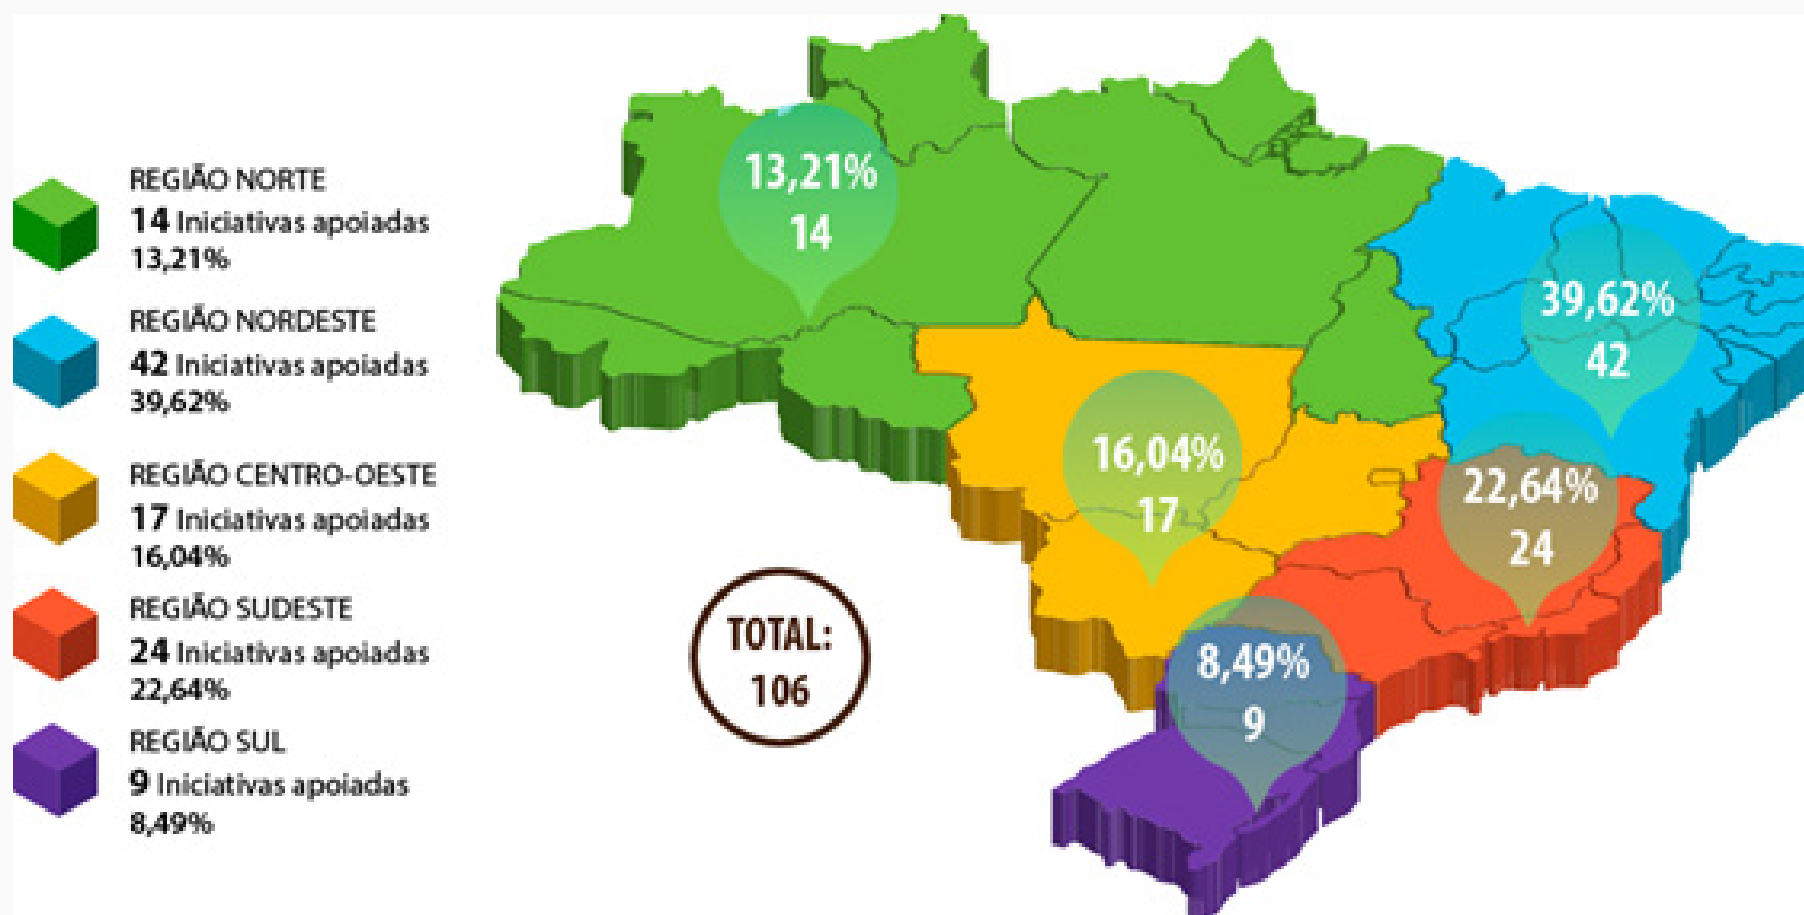 REGIÃO NORTE
14 Iniciativas apoiadas
13,21%
REGIÃO NORDESTE
42 Iniciativas apoiadas
39,62%
REGIÃO CENTRO-OESTE
17 Iniciativas apoiadas
16,04%
REGIÃO SUDESTE
24 Iniciativas apoiadas
22,64%
REGIÃO SUL
9 Iniciativas apoiadas
8,49%
13,21%
14
39,62%
42
16,04%
17
22,64%
24
8,49%
9
TOTAL:
106